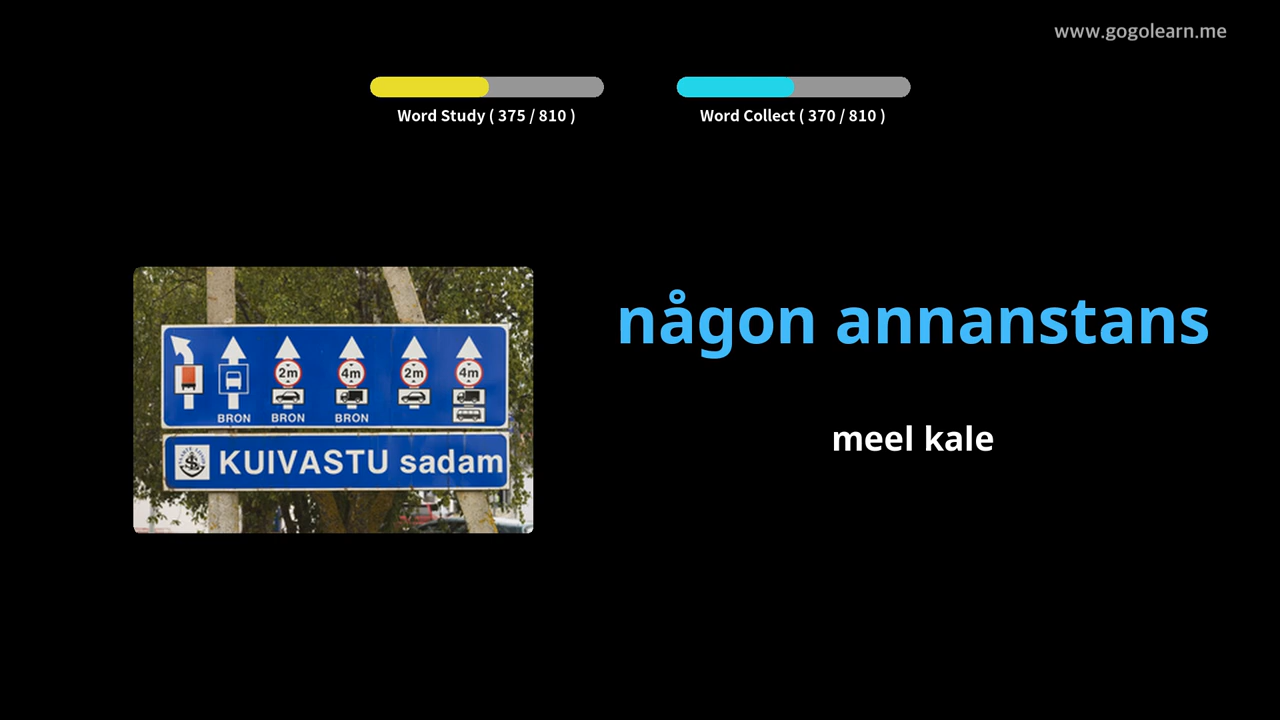 www.gogolearn.me
Word Study ( 375 / 810 )
Word Collect ( 370 / 810 )
2m
4m
2m
4m
BRON
BRON
BRON
KUIVASTU sadam
någon annanstans
meel kale